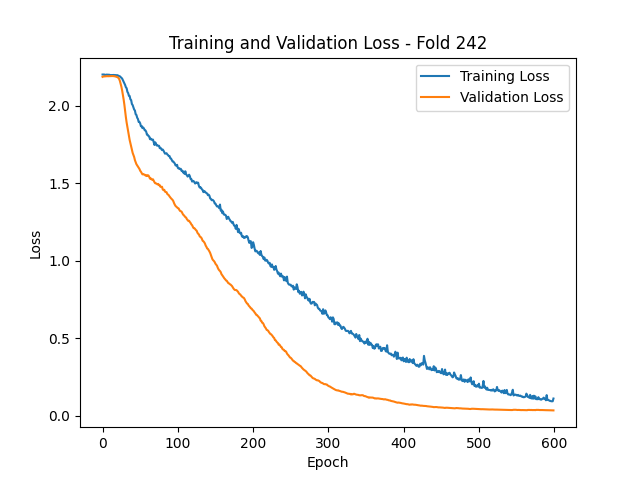 Training and Validation Loss - Fold 242
Training Loss
Validation Loss
2.0
1.5
1.0
0.5
0.0
Loss
0 100 200 300 400 500 600
Epoch